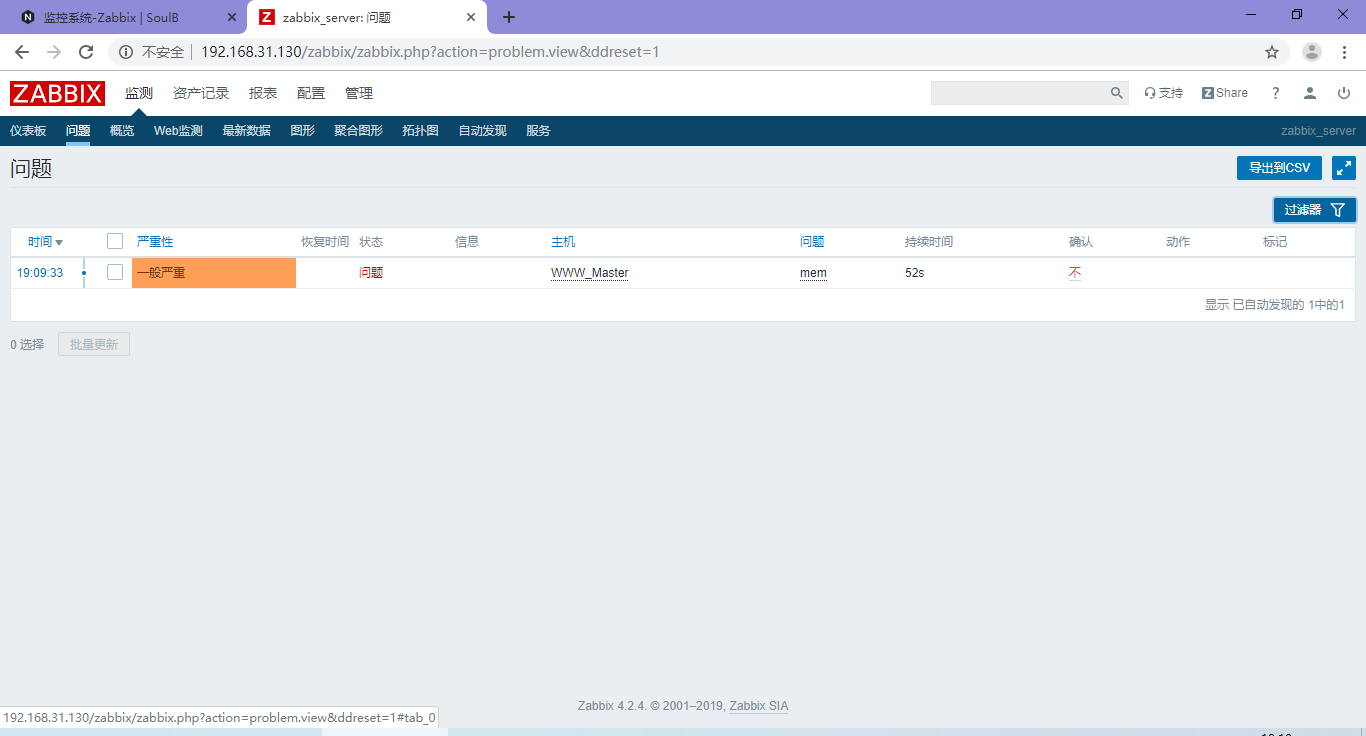 监控系统-Zabbix | SoulB
zabbix_server: 问题
不安全 192.168.31.130/zabbix/zabbix.php?action=problem.view&ddreset=1
ZABBIX 监测 资产记录 报表 配置 管理 支持 Z Share ?
仪表板 问题 概览 Web监测 最新数据 图形 聚合图形 拓扑图 自动发现 服务 zabbix_server
问题 导出到CSV
过滤器
时间 严重性 恢复时间 状态 信息 主机 问题 持续时间 确认 动作 标记
19:09:33 一般严重 问题 WWW_Master mem 52s 不
显示 已自动发现的 1中的1
0 选择 批量更新
Zabbix 4.2.4. © 2001–2019, Zabbix SIA
192.168.31.130/zabbix/zabbix.php?action=problem.view&ddreset=1#tab_0